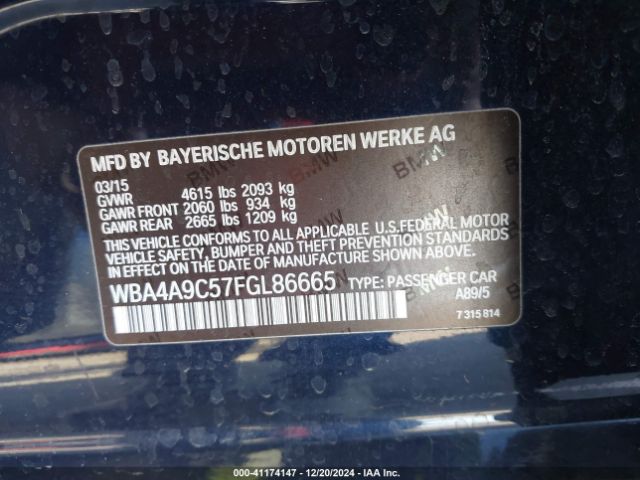 MFD BY BAYERISCHE MOTOREN WERKE AG
03/15
GVWR 4615 lbs 2093 kg
GAWR FRONT 2060 lbs 934 kg
GAWR REAR 2665 lbs 1209 kg
THIS VEHICLE CONFORMS TO ALL APPLICABLE U.S.FEDERAL MOTOR
VEHICLE SAFETY, BUMPER AND THEFT PREVENTION STANDARDS
IN EFFECT ON THE DATE OF MANUFACTURE SHOWN ABOVE.
WBA4A9C57FGL86665 TYPE: PASSENGER CAR
A89/5
7 315 814
000-41174147 • 12/20/2024 • IAA Inc.